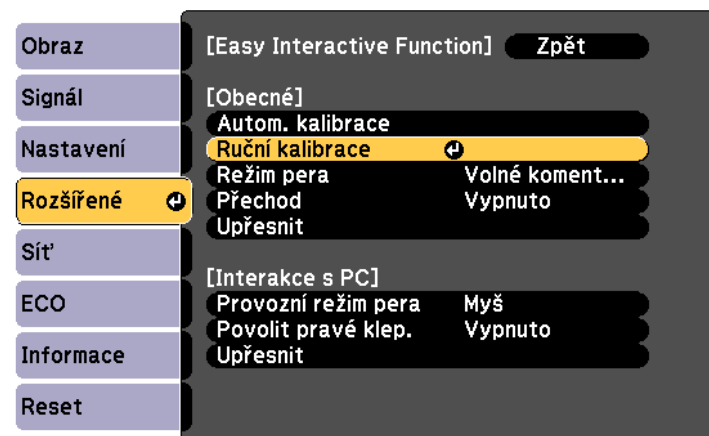 Obraz
Signál
Nastavení
Rozšířené
Síť
ECO
Informace
Reset
[Easy Interactive Function] Zpět
[Obecné]
Autom. kalibrace
Ruční kalibrace
Režim pera Volné koment...
Přechod Vypnuto
Upřesnit
[Interakce s PC]
Provozní režim pera Myš
Povolit pravé klep. Vypnuto
Upřesnit